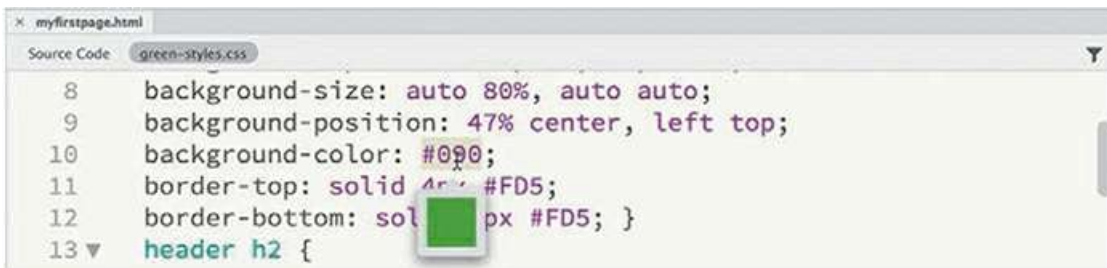 × myfirstpage.html
Source Code green-styles.css
8 background-size: auto 80%, auto auto;
9 background-position: 47% center, left top;
10 background-color: #090;
11 border-top: solid #FD5;
12 border-bottom: px #FD5; }
13 ▼ header h2 {